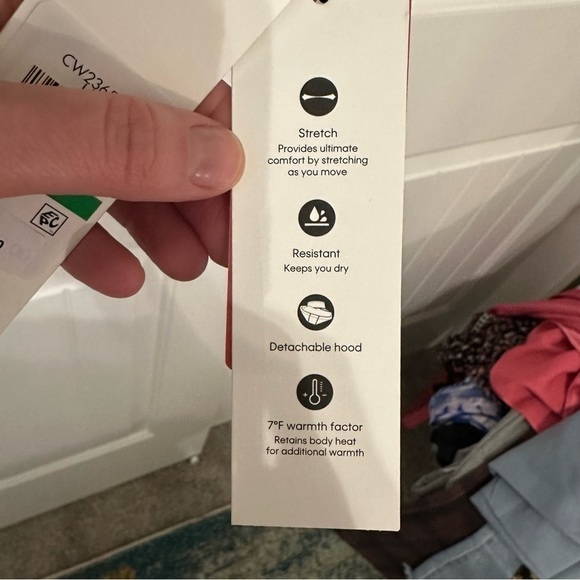 CW236
Stretch
Provides ultimate
comfort by stretching
as you move
Resistant
Keeps you dry
Detachable hood
7°F warmth factor
Retains body heat
for additional warmth